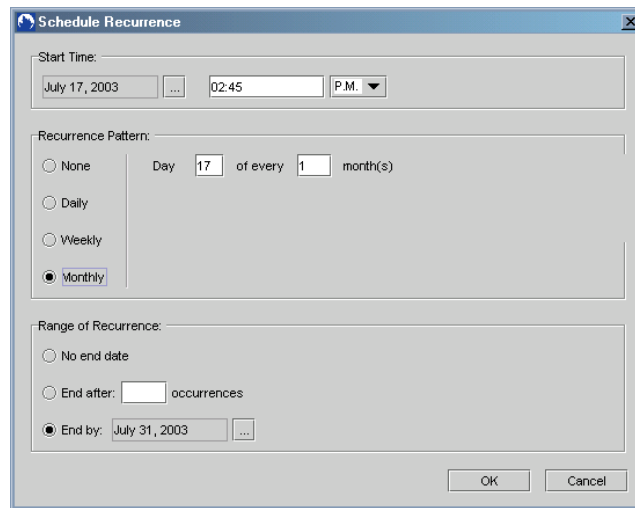 Schedule Recurrence
Start Time:
July 17, 2003 ... 02:45 P.M.
Recurrence Pattern:
None Day 17 of every 1 month(s)
Daily
Weekly
Monthly
Range of Recurrence:
No end date
End after: occurrences
End by: July 31, 2003 ...
OK Cancel